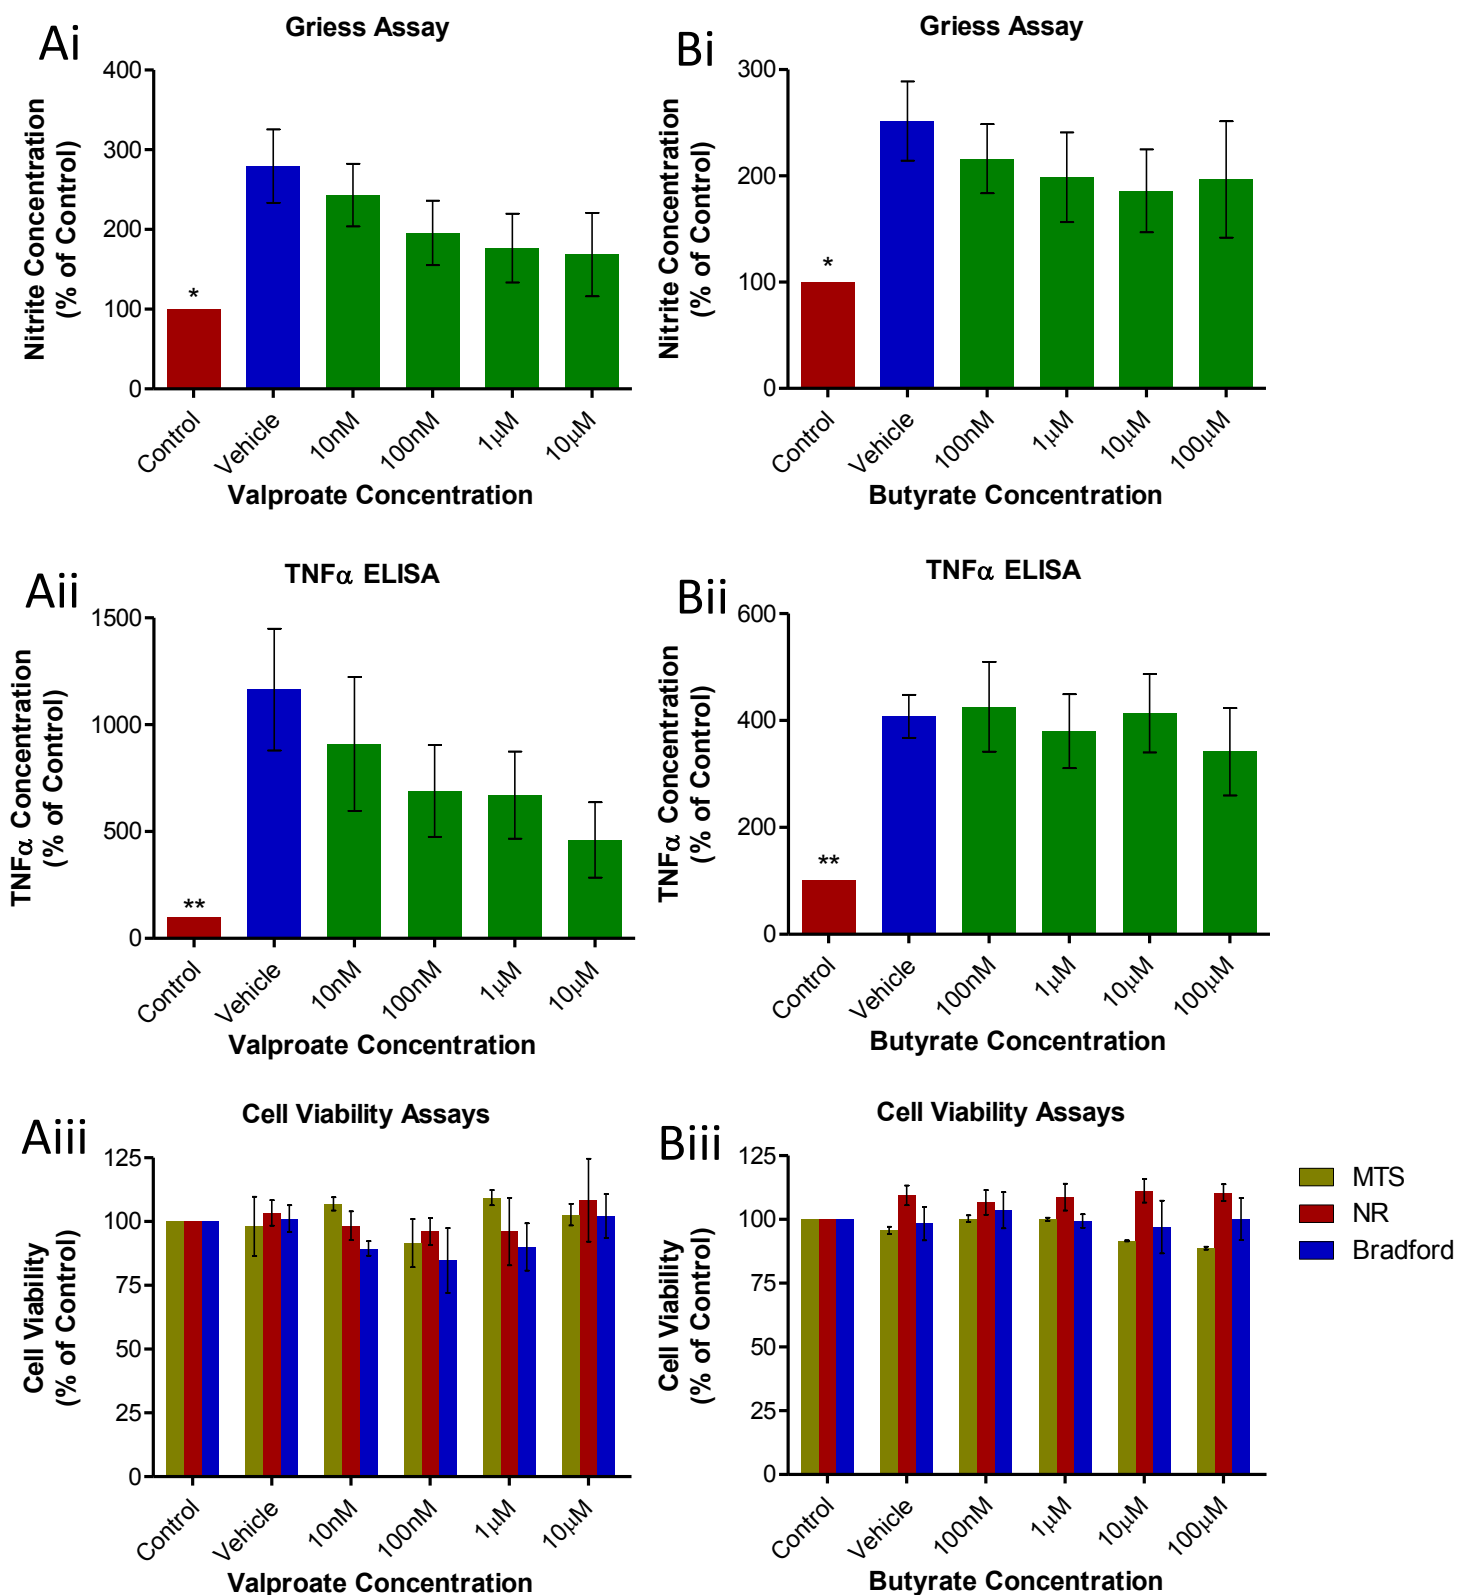 Ai
Griess Assay
Nitrite Concentration
(% of Control)
400
300
200
100
0
*
Control
Vehicle
10nM
100nM
1µM
10µM
Valproate Concentration
Bi
Griess Assay
Nitrite Concentration
(% of Control)
300
200
100
0
*
Control
Vehicle
100nM
1µM
10µM
100µM
Butyrate Concentration
Aii
TNFα ELISA
TNFα Concentration
(% of Control)
1500
1000
500
0
**
Control
Vehicle
10nM
100nM
1µM
10µM
Valproate Concentration
Bii
TNFα ELISA
TNFα Concentration
(% of Control)
600
400
200
0
**
Control
Vehicle
100nM
1µM
10µM
100µM
Butyrate Concentration
Aiii
Cell Viability Assays
Cell Viability
(% of Control)
125
100
75
50
25
0
Control
Vehicle
10nM
100nM
1µM
10µM
Valproate Concentration
Biii
Cell Viability Assays
Cell Viability
(% of Control)
125
100
75
50
25
0
Control
Vehicle
100nM
1µM
10µM
100µM
Butyrate Concentration
MTS
NR
Bradford